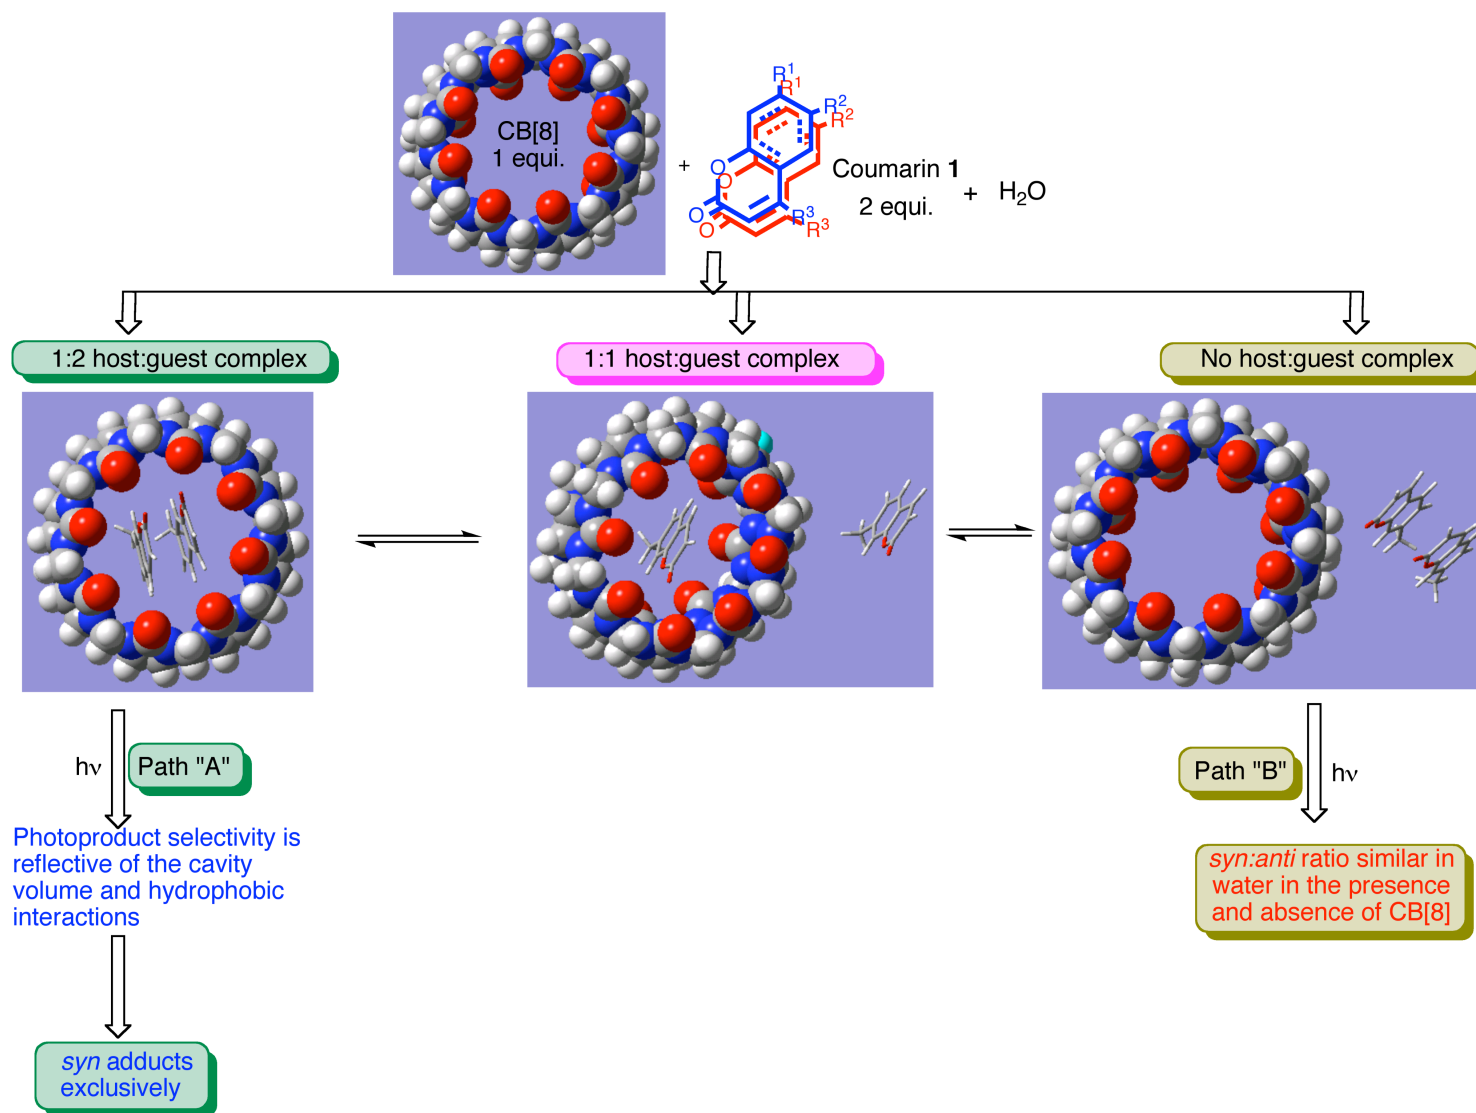 CB[8]
1 equi.
+
R¹
R¹
R²
R²
O
O
O
O
R³
R³
Coumarin 1
2 equi.
+ H₂O
1:2 host:guest complex
1:1 host:guest complex
No host:guest complex
hν
Path "A"
Path "B"
hν
Photoproduct selectivity is
reflective of the cavity
volume and hydrophobic
interactions
syn:anti ratio similar in
water in the presence
and absence of CB[8]
syn adducts
exclusively